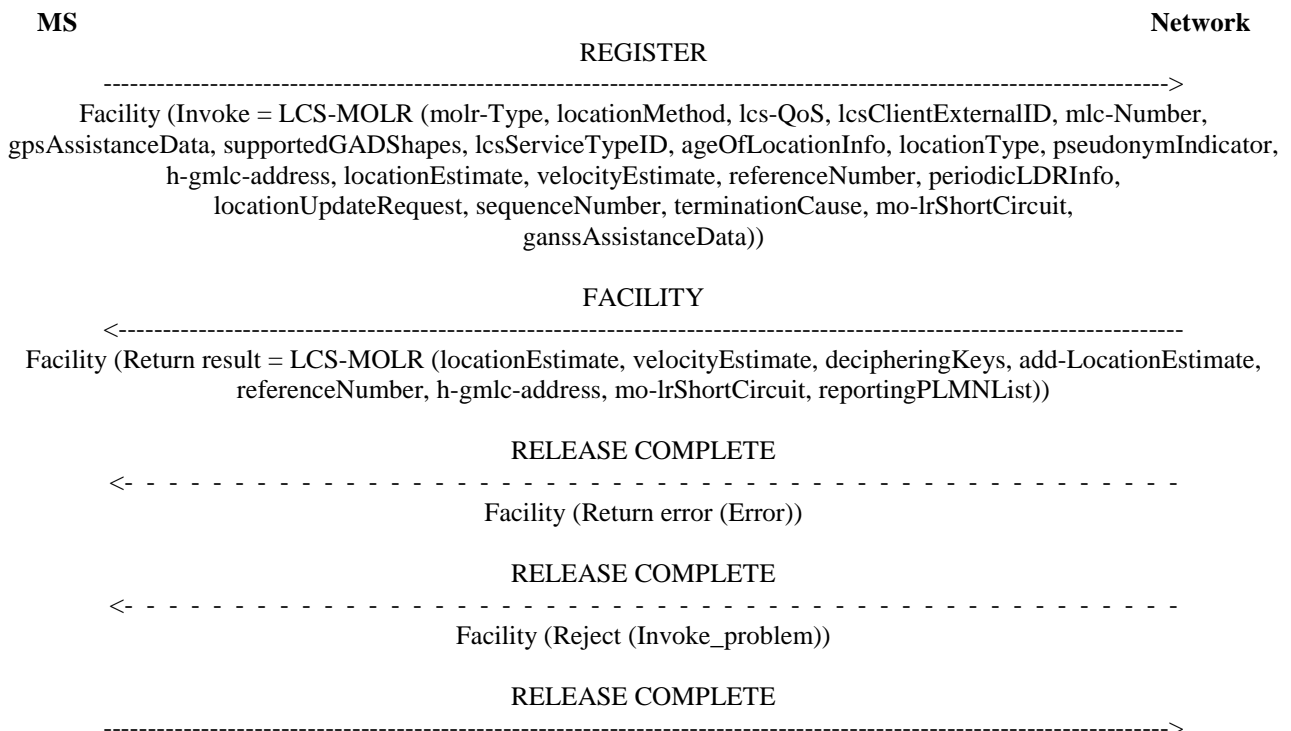 MS Network
REGISTER
------------------------------------------------------------------------------------------------------------------------>
Facility (Invoke = LCS-MOLR (molr-Type, locationMethod, lcs-QoS, lcsClientExternalID, mlc-Number,
gpsAssistanceData, supportedGADShapes, lcsServiceTypeID, ageOfLocationInfo, locationType, pseudonymIndicator,
h-gmlc-address, locationEstimate, velocityEstimate, referenceNumber, periodicLDRInfo,
locationUpdateRequest, sequenceNumber, terminationCause, mo-lrShortCircuit,
ganssAssistanceData))
FACILITY
<------------------------------------------------------------------------------------------------------------------------
Facility (Return result = LCS-MOLR (locationEstimate, velocityEstimate, decipheringKeys, add-LocationEstimate,
referenceNumber, h-gmlc-address, mo-lrShortCircuit, reportingPLMNList))
RELEASE COMPLETE
<- - - - - - - - - - - - - - - - - - - - - - - - - - - - - - - - - - - - - - - - - - - - - - -
Facility (Return error (Error))
RELEASE COMPLETE
<- - - - - - - - - - - - - - - - - - - - - - - - - - - - - - - - - - - - - - - - - - - - - - -
Facility (Reject (Invoke_problem))
RELEASE COMPLETE
------------------------------------------------------------------------------------------------------------------------>